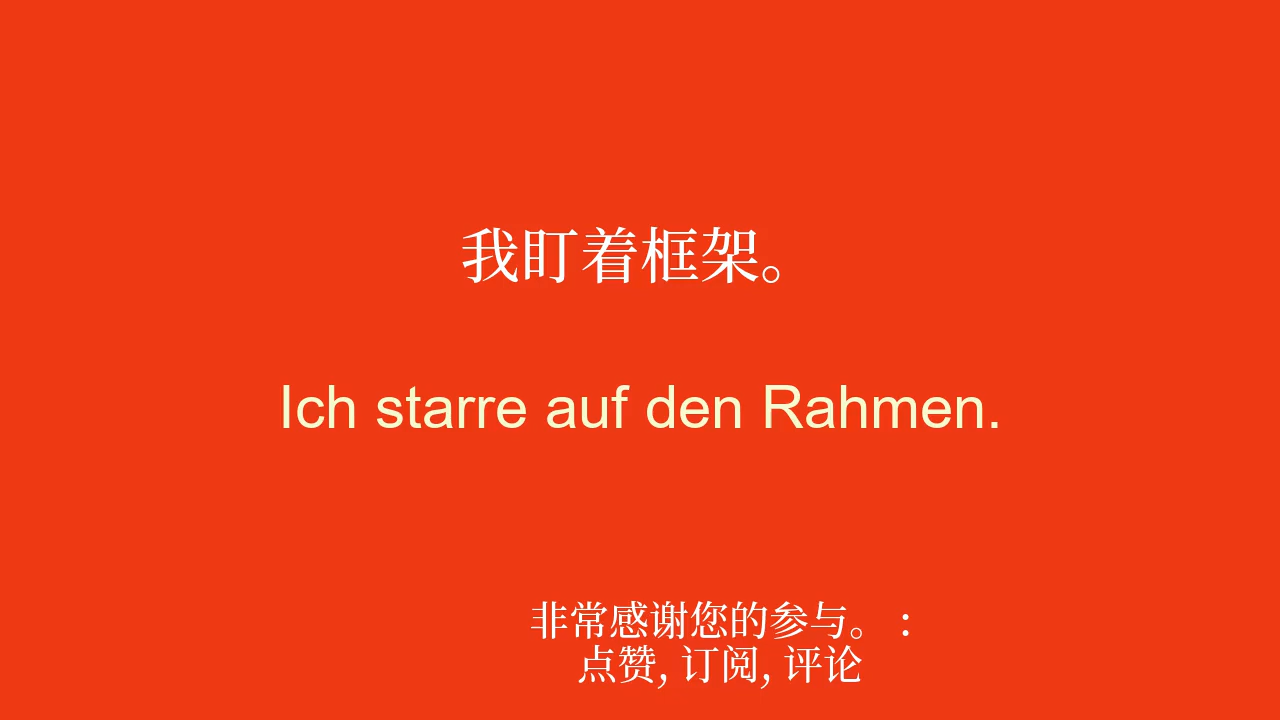 我盯着框架。
Ich starre auf den Rahmen.
非常感谢您的参与。 :
点赞, 订阅, 评论